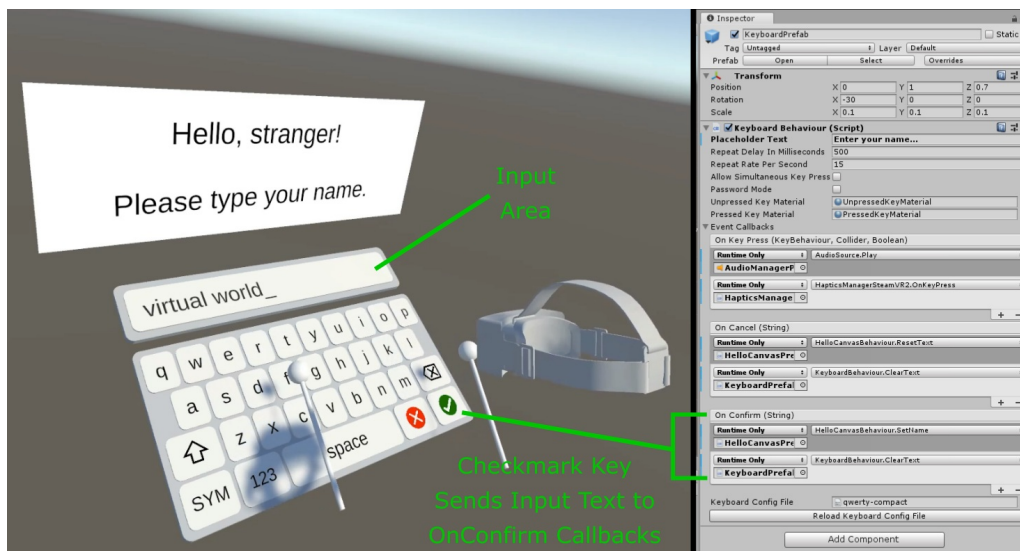 Hello, stranger!
Please type your name.
Input
Area
virtual world_
q w e r t y u i o p
a s d f g h j k l
z x c v b n m
SYM 123 space
Checkmark Key
Sends Input Text to
OnConfirm Callbacks
Inspector
KeyboardPrefab Static
Tag Untagged Layer Default
Prefab Open Select Overrides
Transform
Position X 0 Y 1 Z 0.7
Rotation X -30 Y 0 Z 0
Scale X 0.1 Y 0.1 Z 0.1
Keyboard Behaviour (Script)
Placeholder Text Enter your name...
Repeat Delay In Milliseconds 500
Repeat Rate Per Second 15
Allow Simultaneous Key Press
Password Mode
Unpressed Key Material UnpressedKeyMaterial
Pressed Key Material PressedKeyMaterial
Event Callbacks
On Key Press (KeyBehaviour, Collider, Boolean)
Runtime Only AudioSource.Play
AudioManagerP
Runtime Only HapticsManagerSteamVR2.OnKeyPress
HapticsManage
On Cancel (String)
Runtime Only HelloCanvasBehaviour.ResetText
HelloCanvasPre
Runtime Only KeyboardBehaviour.ClearText
KeyboardPrefal
On Confirm (String)
Runtime Only HelloCanvasBehaviour.SetName
HelloCanvasPre
Runtime Only KeyboardBehaviour.ClearText
KeyboardPrefal
Keyboard Config File qwerty-compact
Reload Keyboard Config File
Add Component